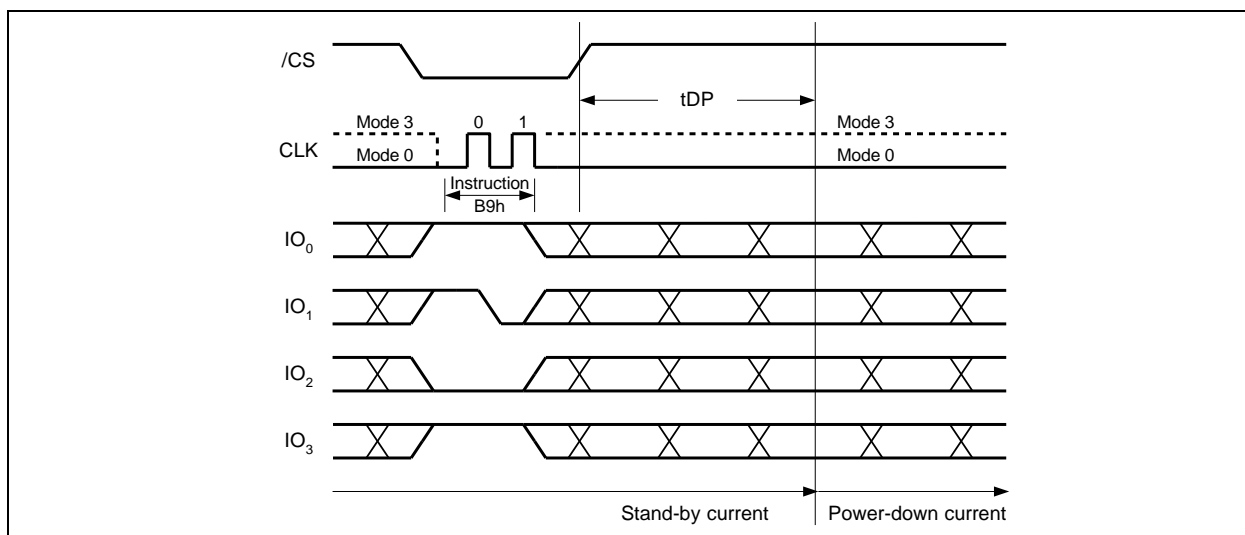 /CS
tDP
Mode 3 0 1 Mode 3
CLK
Mode 0 Mode 0
Instruction
B9h
IO0
IO1
IO2
IO3
Stand-by current Power-down current